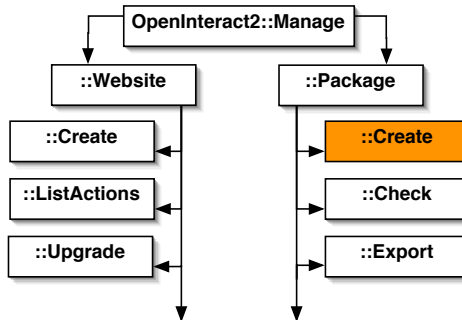 OpenInteract2::Manage
::Website
::Package
::Create
::Create
::ListActions
::Check
::Upgrade
::Export